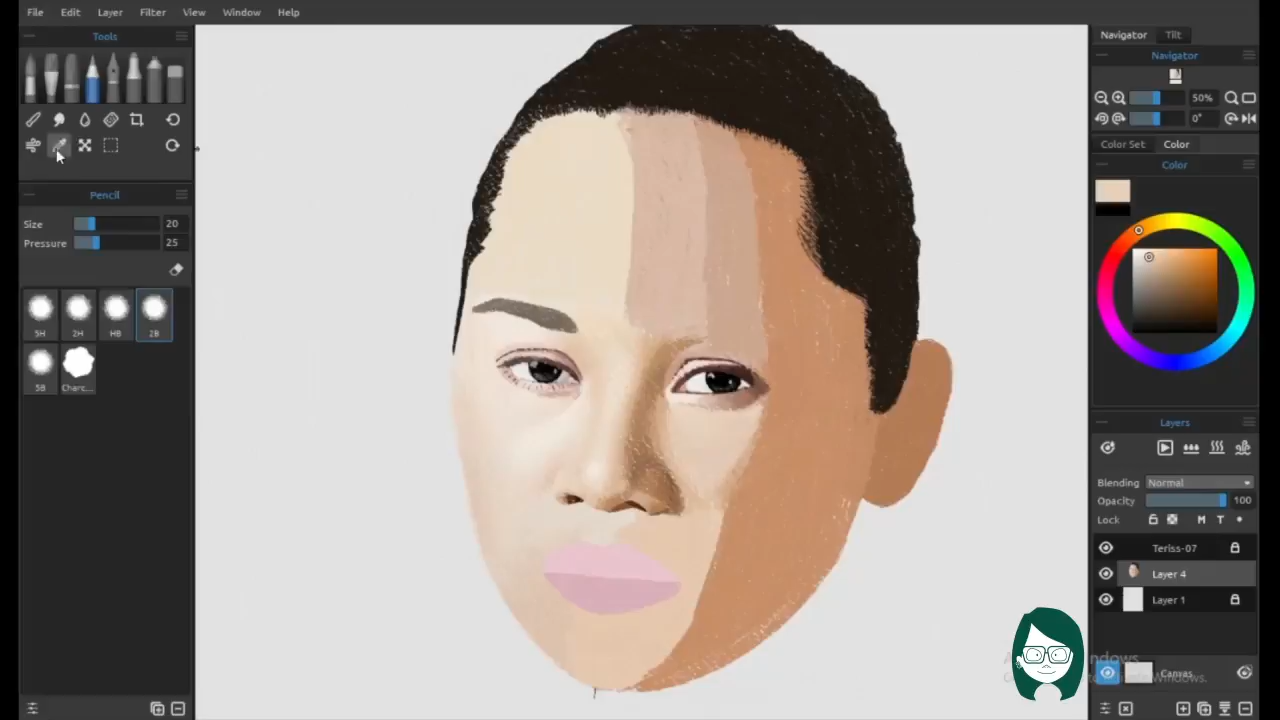 File Edit Layer Filter View Window Help
Tools
Pencil
Size 20
Pressure 25
5H 2H HB 2B
5B Charc...
Navigator Tilt
Navigator
50%
0°
Color Set Color
Color
Layers
Blending Normal
Opacity 100
Lock M T
Teriss-07
Layer 4
Layer 1
Canvas